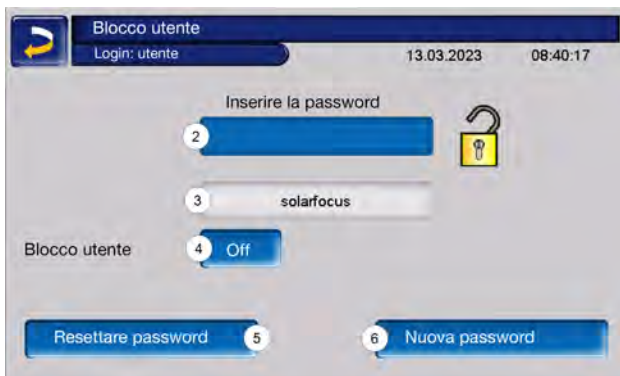 Blocco utente
Login: utente 13.03.2023 08:40:17
Inserire la password
2
3 solarfocus
Blocco utente 4 Off
Resettare password 5 6 Nuova password